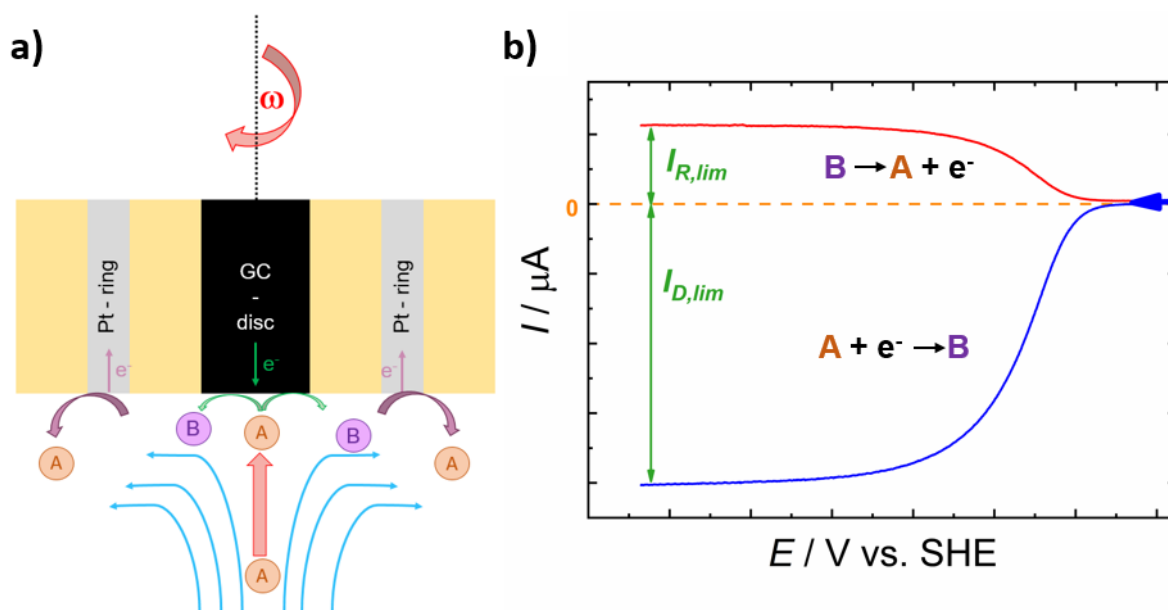 a)
ω
Pt - ring
GC
-
disc
Pt - ring
e-
e-
e-
B
A
B
A
A
A
b)
I / μA
0
I_R,lim
B → A + e-
I_D,lim
A + e- → B
E / V vs. SHE